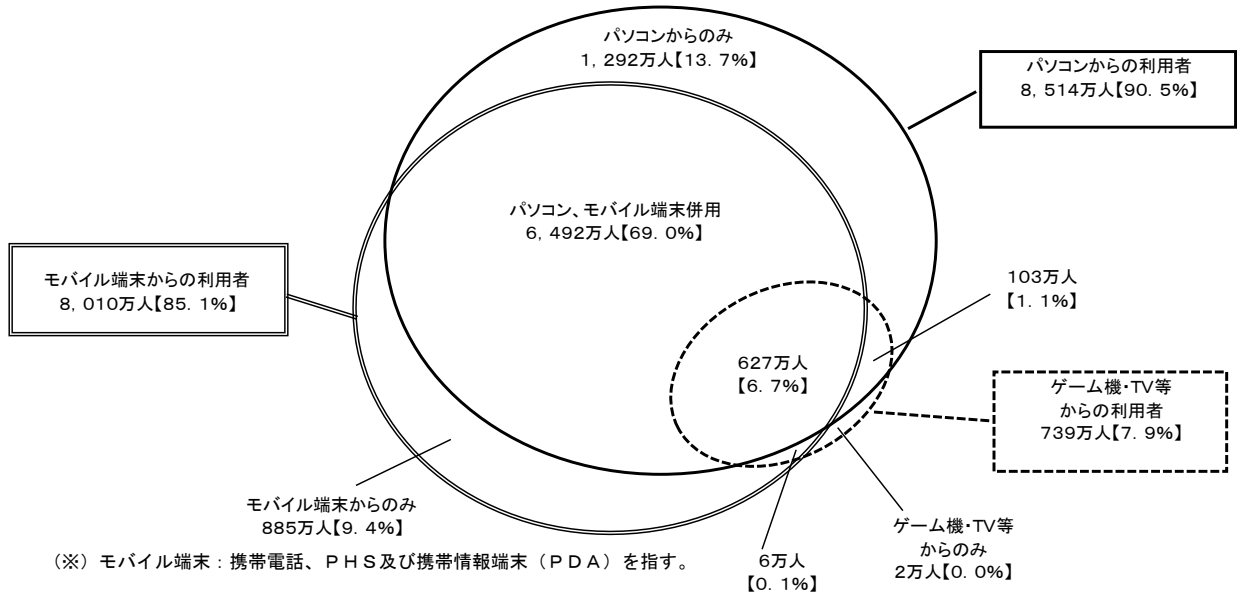 パソコンからのみ
1,292万人【13.7%】
パソコンからの利用者
8,514万人【90.5%】
パソコン、モバイル端末併用
6,492万人【69.0%】
モバイル端末からの利用者
8,010万人【85.1%】
103万人
【1.1%】
627万人
【6.7%】
ゲーム機・TV等
からの利用者
739万人【7.9%】
モバイル端末からのみ
885万人【9.4%】
ゲーム機・TV等
からのみ
2万人【0.0%】
6万人
【0.1%】
(※)モバイル端末:携帯電話、PHS及び携帯情報端末(PDA)を指す。